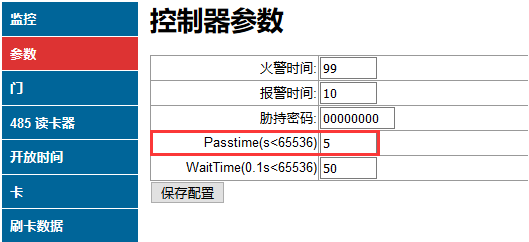 监控
参数
门
485 读卡器
开放时间
卡
刷卡数据
控制器参数
火警时间: 99
报警时间: 10
胁持密码: 00000000
Passtime(s<65536) 5
WaitTime(0.1s<65536) 50
保存配置